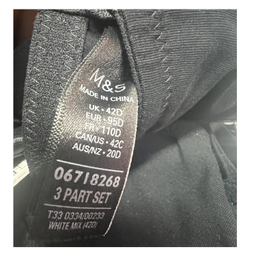 M&S
MADE IN CHINA
UK • 42D
EUR • 95D
FR • 110D
CAN/US • 42C
AUS/NZ • 20D
06718268
3 PART SET
T33 0334/00233
WHITE MIX (42D)